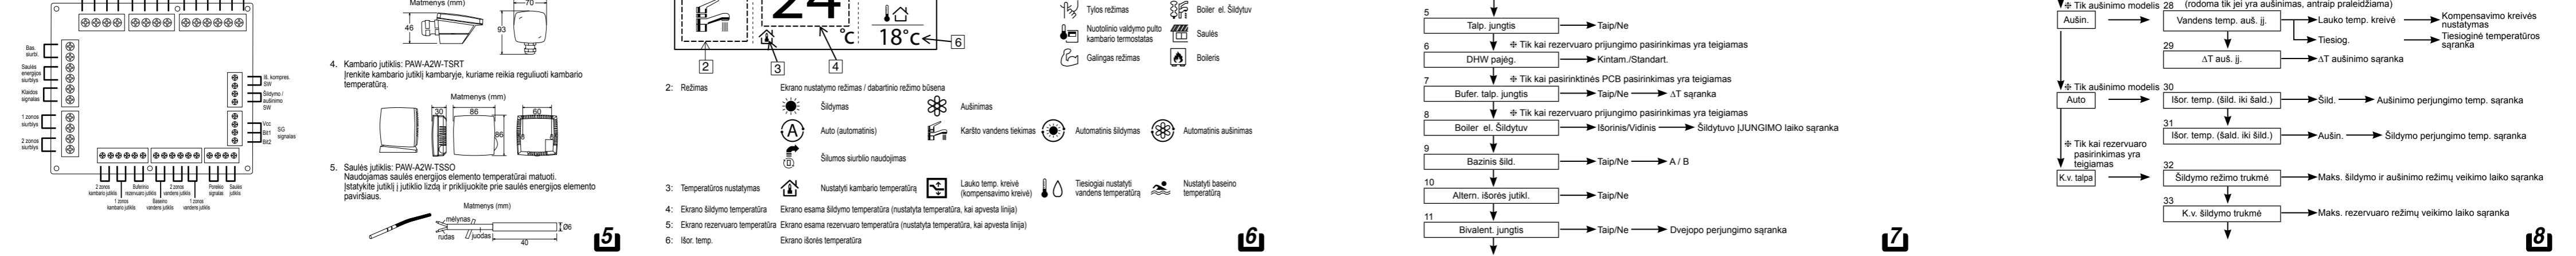 Bas.
siurbl.
Saulės
energijos
siurblys
Klaidos
signalas
1 zonos
siurblys
2 zonos
siurblys
Iš. kompres.
SW
Šildymo /
aušinimo
SW
Vcc
Bit1
Bit2
SG
signalas
2 zonos
kambario jutiklis
1 zonos
kambario jutiklis
Buferinio
rezervuaro jutiklis
Baseino
vandens jutiklis
2 zonos
vandens jutiklis
1 zonos
vandens jutiklis
Poreikio
signalas
Saulės
jutiklis
Matmenys (mm)
70
46
93
4. Kambario jutiklis: PAW-A2W-TSRT
Įrenkite kambario jutiklį kambaryje, kuriame reikia reguliuoti kambario
temperatūrą.
Matmenys (mm)
30
86
60
86
5. Saulės jutiklis: PAW-A2W-TSSO
Naudojamas saulės energijos elemento temperatūrai matuoti.
Įstatykite jutiklį į jutiklio lizdą ir priklijuokite prie saulės energijos elemento
paviršiaus.
Matmenys (mm)
mėlynas
rudas
juodas
40
Ø6
5
24
°c
18°c
2
3
4
6
Tylos režimas
Boiler el. Šildytuv
Nuotolinio valdymo pulto
kambario termostatas
Saulės
Galingas režimas
Boileris
2: Režimas
Ekrano nustatymo režimas / dabartinio režimo būsena
Šildymas
Aušinimas
A
Auto (automatinis)
Karšto vandens tiekimas
Automatinis šildymas
Automatinis aušinimas
Šilumos siurblio naudojimas
3: Temperatūros nustatymas
Nustatyti kambario temperatūrą
Lauko temp. kreivė
(kompensavimo kreivė)
Tiesiogiai nustatyti
vandens temperatūrą
Nustatyti baseino
temperatūrą
4: Ekrano šildymo temperatūra Ekrano esama šildymo temperatūra (nustatyta temperatūra, kai apvesta linija)
5: Ekrano rezervuaro temperatūra Ekrano esama rezervuaro temperatūra (nustatyta temperatūra, kai apvesta linija)
6: Išor. temp. Ekrano išorės temperatūra
6
5
Talp. jungtis
Taip/Ne
6
※ Tik kai rezervuaro prijungimo pasirinkimas yra teigiamas
DHW pajėg.
Kintam./Standart.
7
※ Tik kai pasirinktinės PCB pasirinkimas yra teigiamas
Bufer. talp. jungtis
Taip/Ne
ΔT sąranka
8
※ Tik kai rezervuaro prijungimo pasirinkimas yra teigiamas
Boiler el. Šildytuv
Išorinis/Vidinis
Šildytuvo ĮJUNGIMO laiko sąranka
9
Bazinis šild.
Taip/Ne
A / B
10
Altern. išorės jutikl.
Taip/Ne
11
Bivalent. jungtis
Taip/Ne
Dvejopo perjungimo sąranka
7
※ Tik aušinimo modelis 28
(rodoma tik jei yra aušinimas, antraip praleidžiama)
Aušin.
Vandens temp. auš. įj.
Lauko temp. kreivė
Kompensavimo kreivės
nustatymas
Tiesiog.
Tiesioginė temperatūros
sąranka
29
ΔT auš. įj.
ΔT aušinimo sąranka
※ Tik aušinimo modelis 30
Auto
Išor. temp. (šild. iki šald.)
Šild.
Aušinimo perjungimo temp. sąranka
31
Išor. temp. (šald. iki šild.)
Aušin.
Šildymo perjungimo temp. sąranka
※ Tik kai rezervuaro
pasirinkimas yra
teigiamas
32
K.v. talpa
Šildymo režimo trukmė
Maks. šildymo ir aušinimo režimų veikimo laiko sąranka
33
K.v. šildymo trukmė
Maks. rezervuaro režimų veikimo laiko sąranka
8